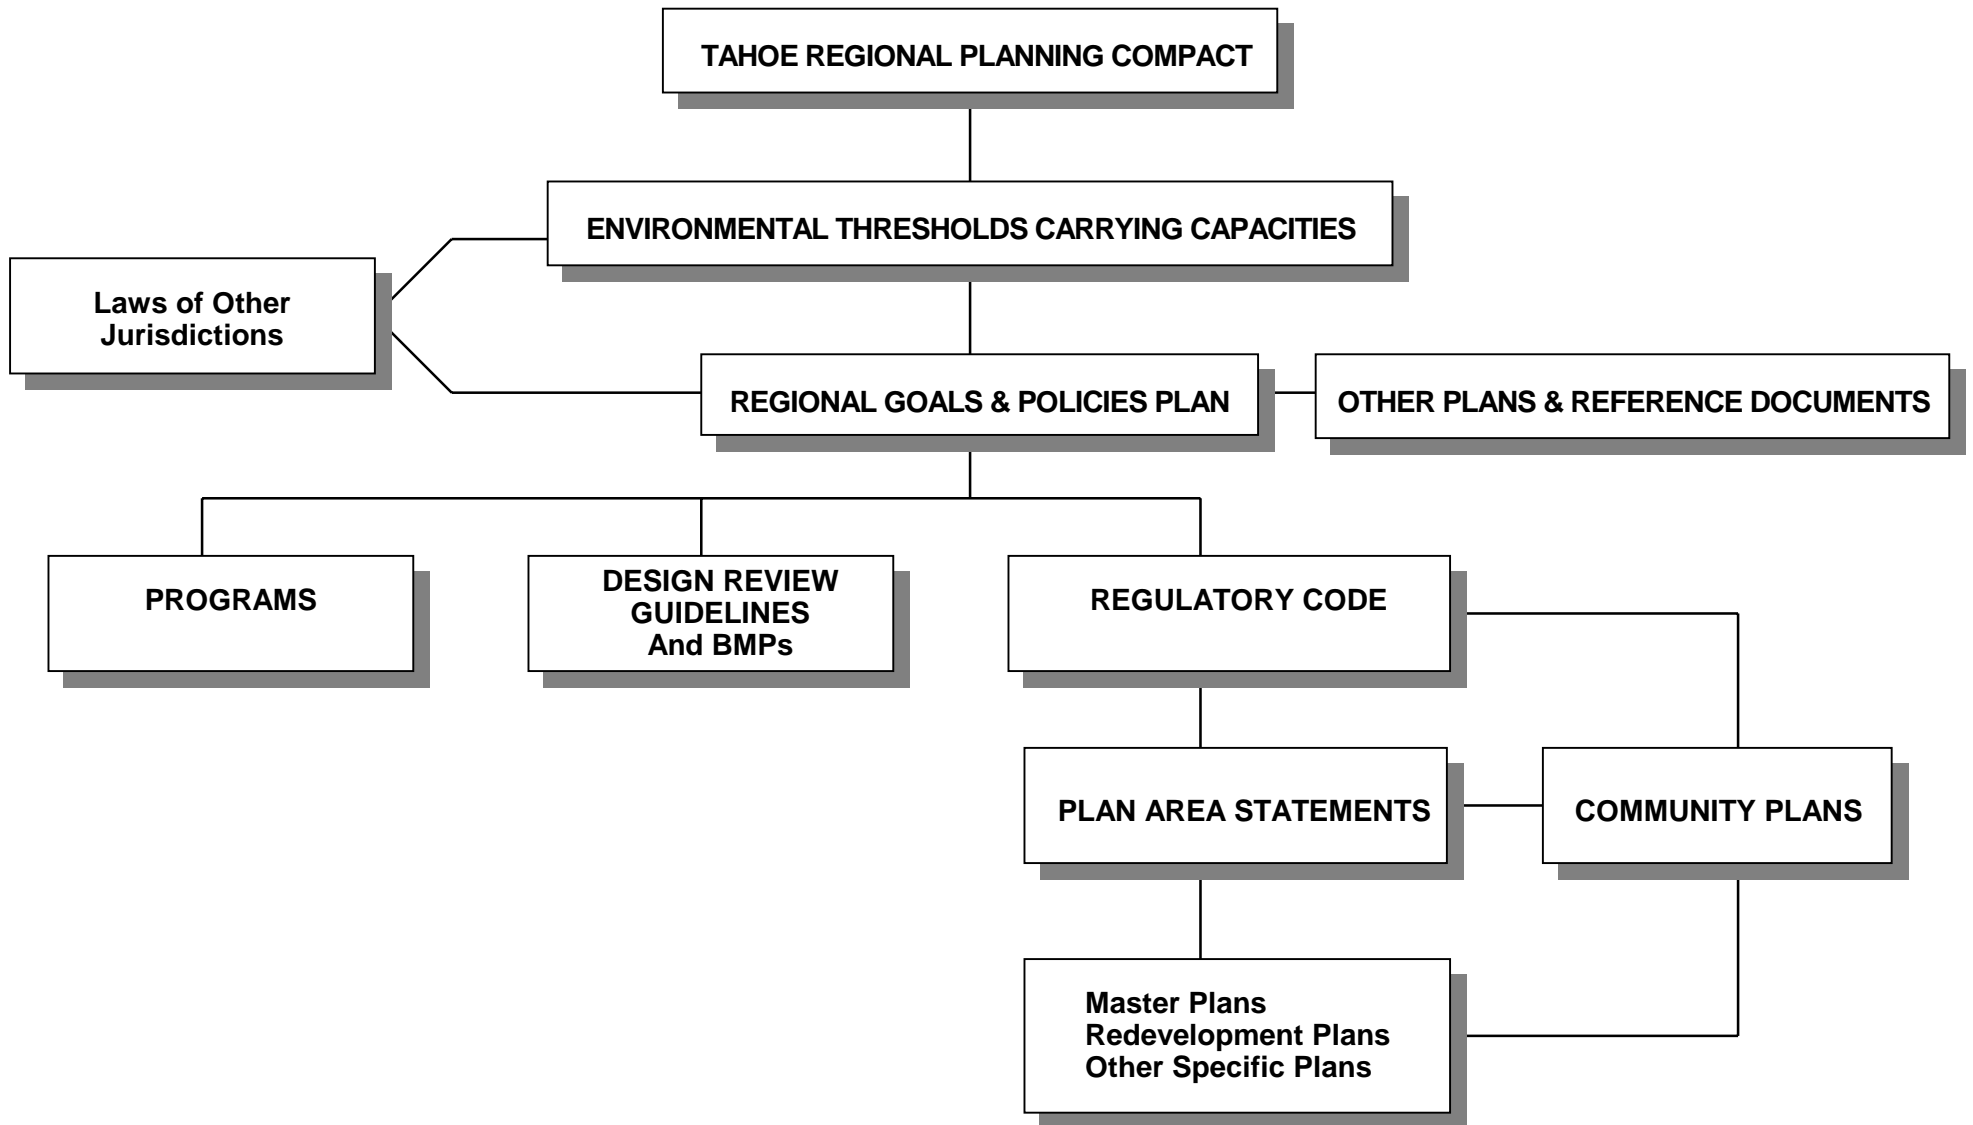 TAHOE REGIONAL PLANNING COMPACT
ENVIRONMENTAL THRESHOLDS CARRYING CAPACITIES
Laws of Other
Jurisdictions
REGIONAL GOALS & POLICIES PLAN
OTHER PLANS & REFERENCE DOCUMENTS
PROGRAMS
DESIGN REVIEW
GUIDELINES
And BMPs
REGULATORY CODE
PLAN AREA STATEMENTS
COMMUNITY PLANS
Master Plans
Redevelopment Plans
Other Specific Plans